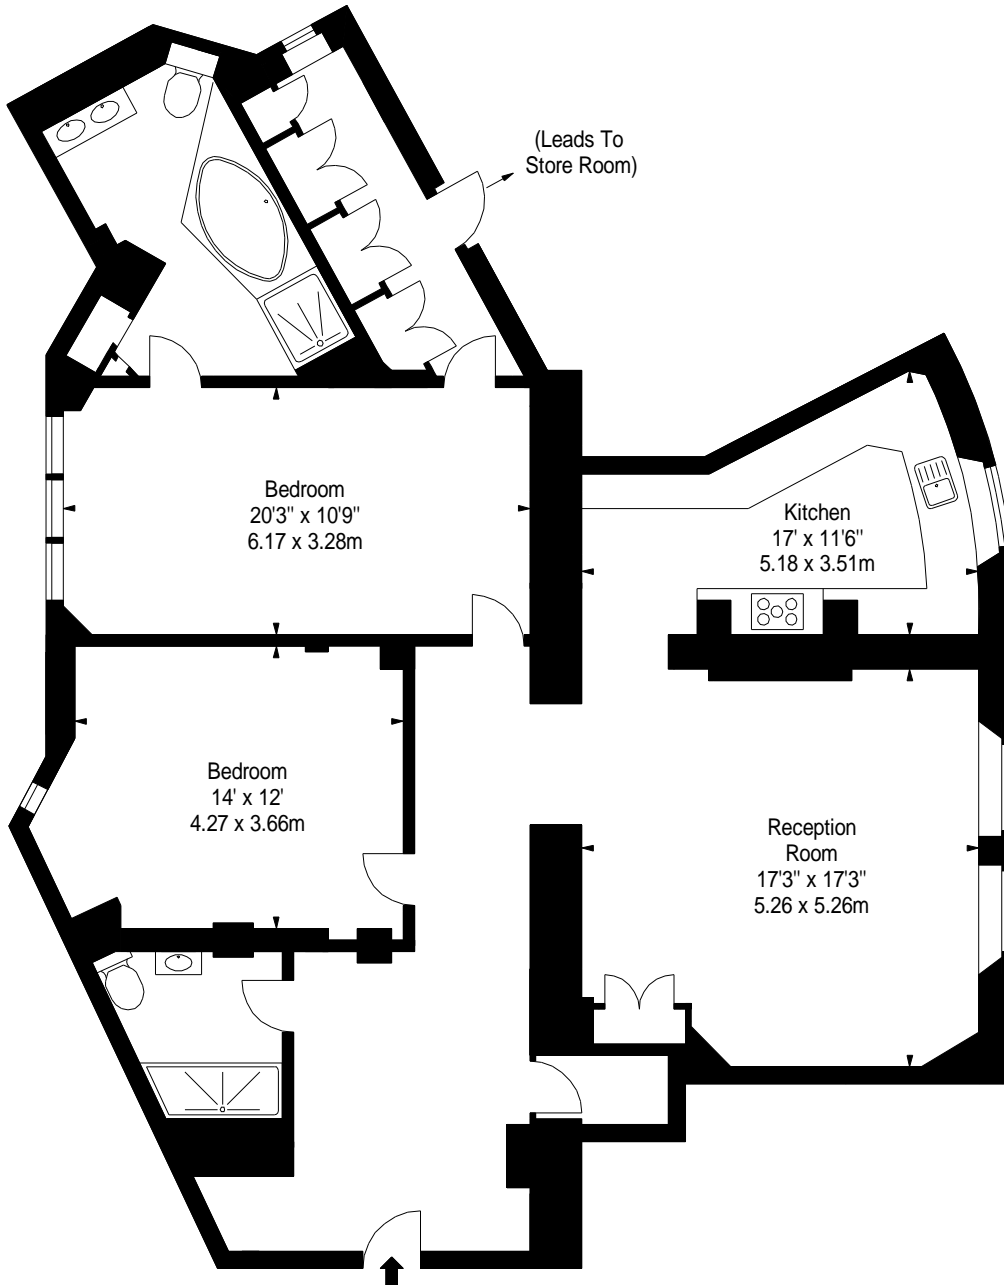 (Leads To
Store Room)
Bedroom
20'3" x 10'9"
6.17 x 3.28m
Kitchen
17' x 11'6"
5.18 x 3.51m
Bedroom
14' x 12'
4.27 x 3.66m
Reception
Room
17'3" x 17'3"
5.26 x 5.26m